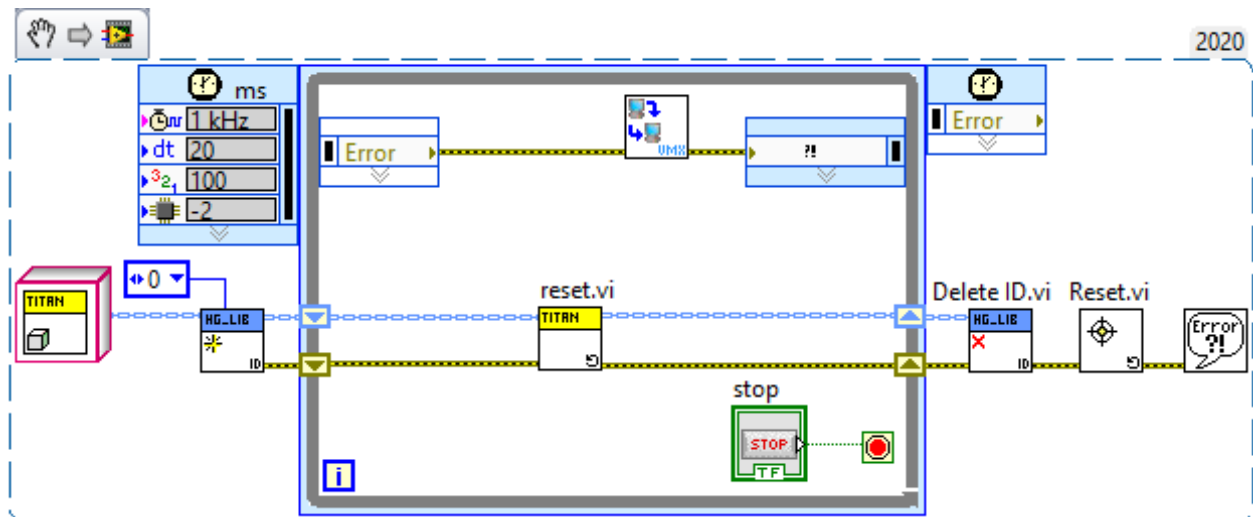 2020
ms
1 kHz
dt 20
321 100
-2
Error
VMX
?!
Error
TITAN
0
HG_LIB
ID
reset.vi
TITAN
Delete ID.vi
HG_LIB
ID
Reset.vi
Error
?!
stop
STOP
TF
i